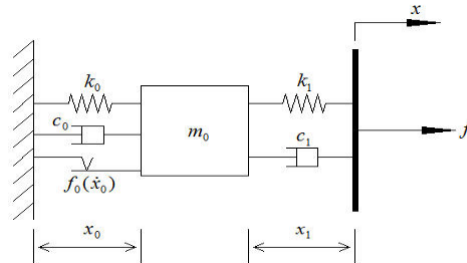 x
k₀
k₁
c₀
m₀
c₁
f
f₀(ẋ₀)
x₀
x₁